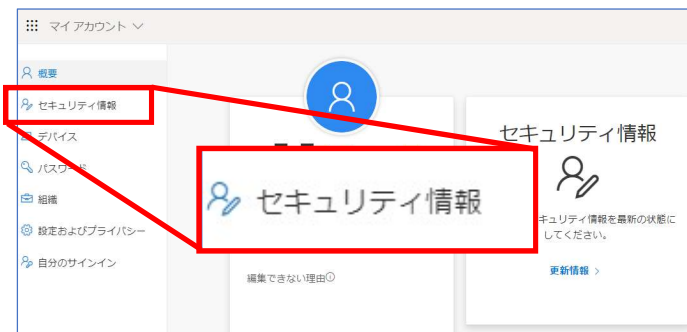 マイ アカウント
概要
セキュリティ情報
デバイス
パスワード
組織
設定およびプライバシー
自分のサインイン
セキュリティ情報
編集できない理由
セキュリティ情報
キュリティ情報を最新の状態に
してください。
更新情報 >